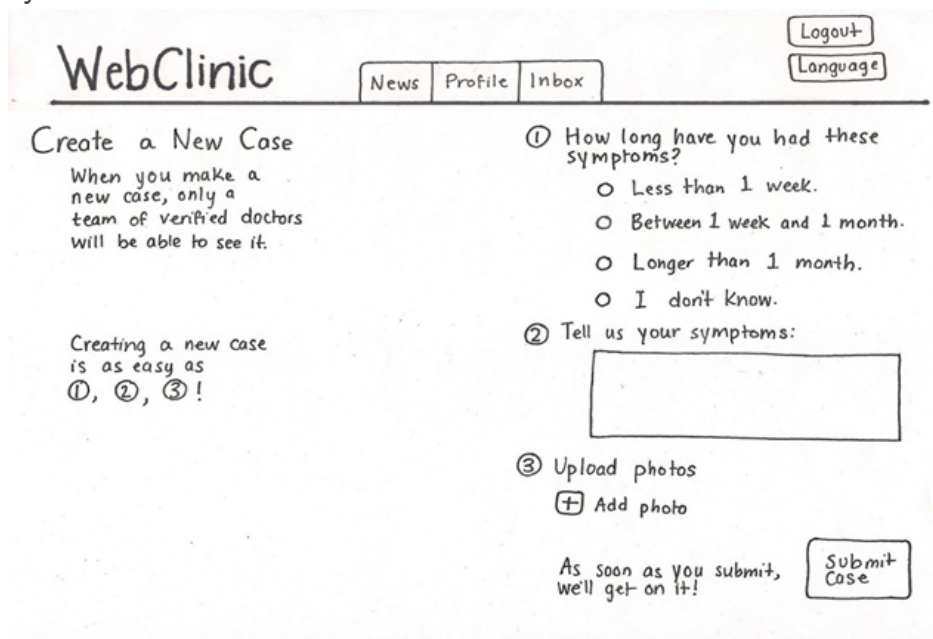 WebClinic
News Profile Inbox
Logout
Language
Create a New Case
When you make a
new case, only a
team of verified doctors
will be able to see it.
Creating a new case
is as easy as
①, ②, ③!
① How long have you had these
symptoms?
Less than 1 week.
Between 1 week and 1 month.
Longer than 1 month.
I don't know.
② Tell us your symptoms:
③ Upload photos
+ Add photo
As soon as you submit,
we'll get on it!
Submit
Case